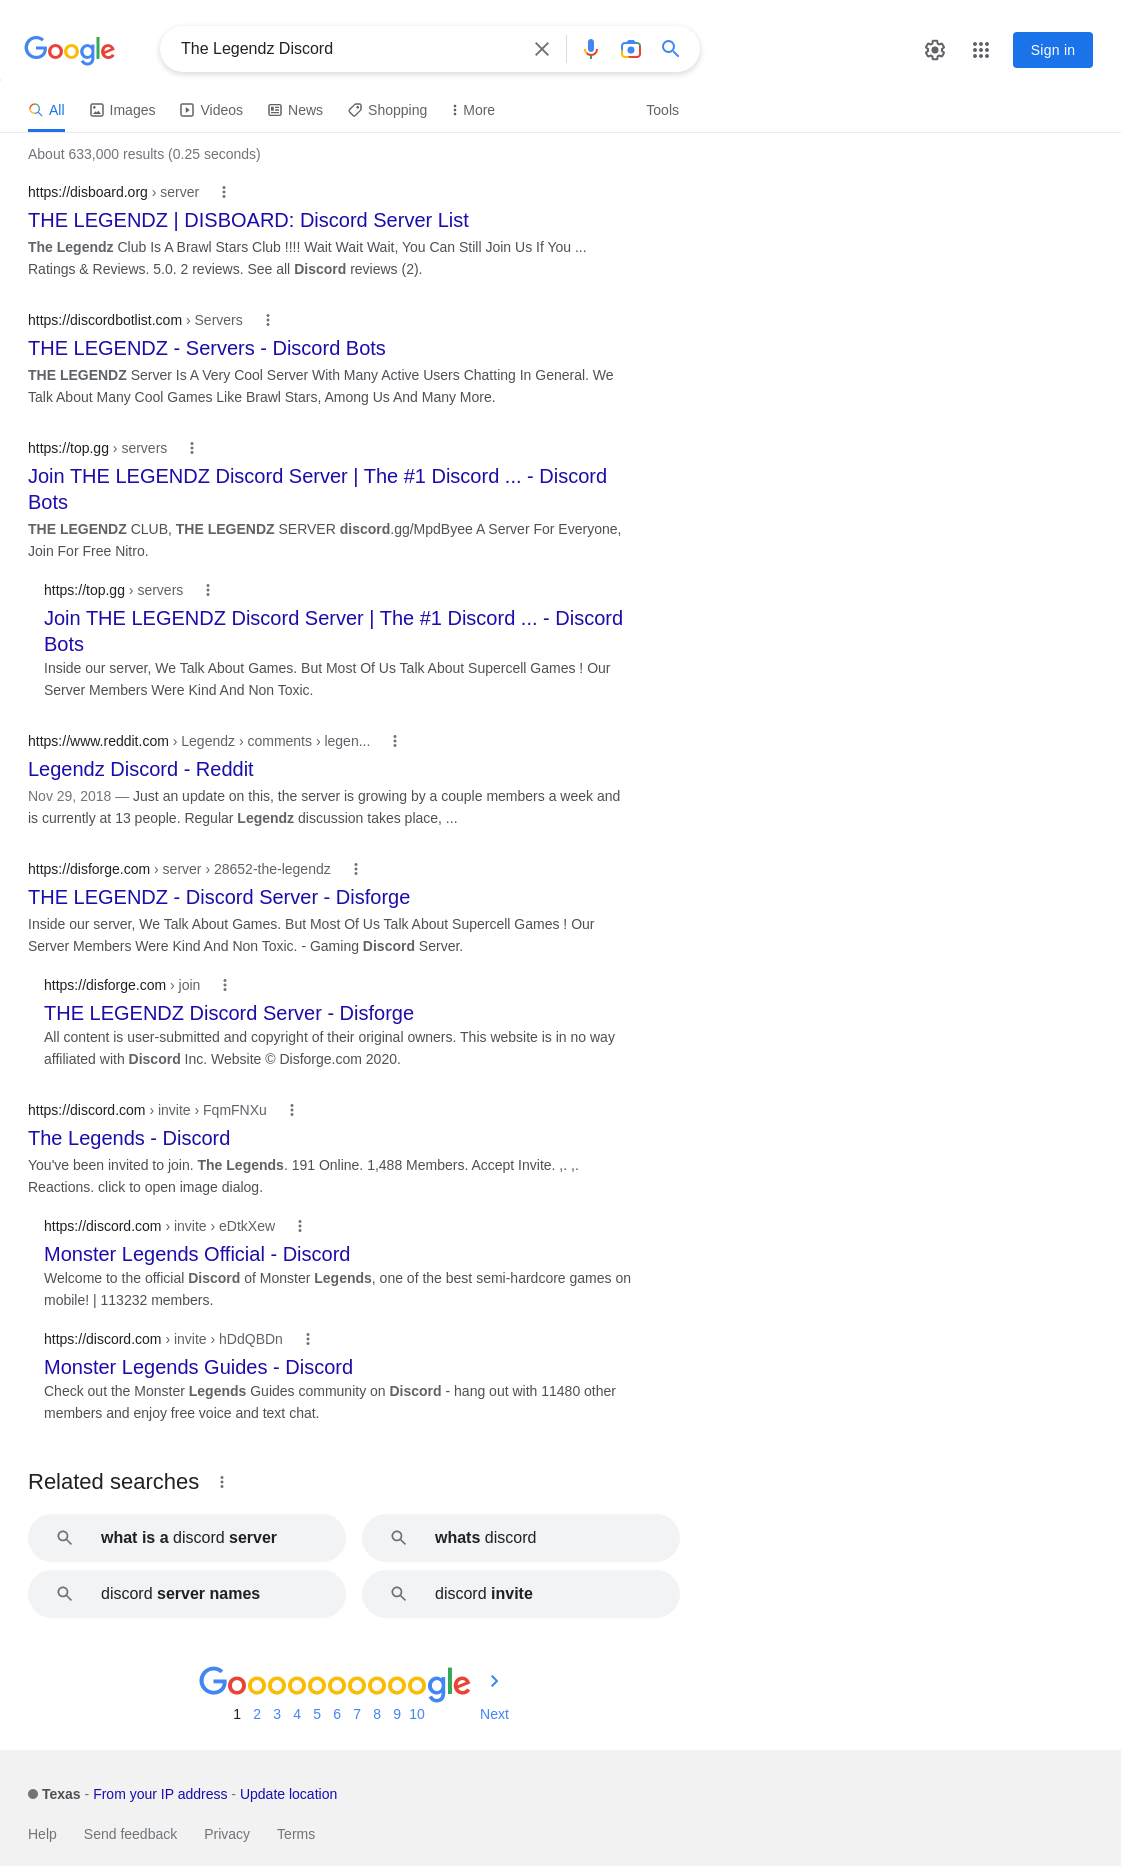 Google
The Legendz Discord
Sign in
All Images Videos News Shopping More Tools
About 633,000 results (0.25 seconds)
https://disboard.org › server
THE LEGENDZ | DISBOARD: Discord Server List
The Legendz Club Is A Brawl Stars Club !!!! Wait Wait Wait, You Can Still Join Us If You ...
Ratings & Reviews. 5.0. 2 reviews. See all Discord reviews (2).
https://discordbotlist.com › Servers
THE LEGENDZ - Servers - Discord Bots
THE LEGENDZ Server Is A Very Cool Server With Many Active Users Chatting In General. We
Talk About Many Cool Games Like Brawl Stars, Among Us And Many More.
https://top.gg › servers
Join THE LEGENDZ Discord Server | The #1 Discord ... - Discord
Bots
THE LEGENDZ CLUB, THE LEGENDZ SERVER discord.gg/MpdByee A Server For Everyone,
Join For Free Nitro.
https://top.gg › servers
Join THE LEGENDZ Discord Server | The #1 Discord ... - Discord
Bots
Inside our server, We Talk About Games. But Most Of Us Talk About Supercell Games ! Our
Server Members Were Kind And Non Toxic.
https://www.reddit.com › Legendz › comments › legen...
Legendz Discord - Reddit
Nov 29, 2018 — Just an update on this, the server is growing by a couple members a week and
is currently at 13 people. Regular Legendz discussion takes place, ...
https://disforge.com › server › 28652-the-legendz
THE LEGENDZ - Discord Server - Disforge
Inside our server, We Talk About Games. But Most Of Us Talk About Supercell Games ! Our
Server Members Were Kind And Non Toxic. - Gaming Discord Server.
https://disforge.com › join
THE LEGENDZ Discord Server - Disforge
All content is user-submitted and copyright of their original owners. This website is in no way
affiliated with Discord Inc. Website © Disforge.com 2020.
https://discord.com › invite › FqmFNXu
The Legends - Discord
You've been invited to join. The Legends. 191 Online. 1,488 Members. Accept Invite. ,. ,.
Reactions. click to open image dialog.
https://discord.com › invite › eDtkXew
Monster Legends Official - Discord
Welcome to the official Discord of Monster Legends, one of the best semi-hardcore games on
mobile! | 113232 members.
https://discord.com › invite › hDdQBDn
Monster Legends Guides - Discord
Check out the Monster Legends Guides community on Discord - hang out with 11480 other
members and enjoy free voice and text chat.
Related searches
what is a discord server
whats discord
discord server names
discord invite
Goooooooooogle
1 2 3 4 5 6 7 8 9 10 Next
Texas - From your IP address - Update location
Help Send feedback Privacy Terms